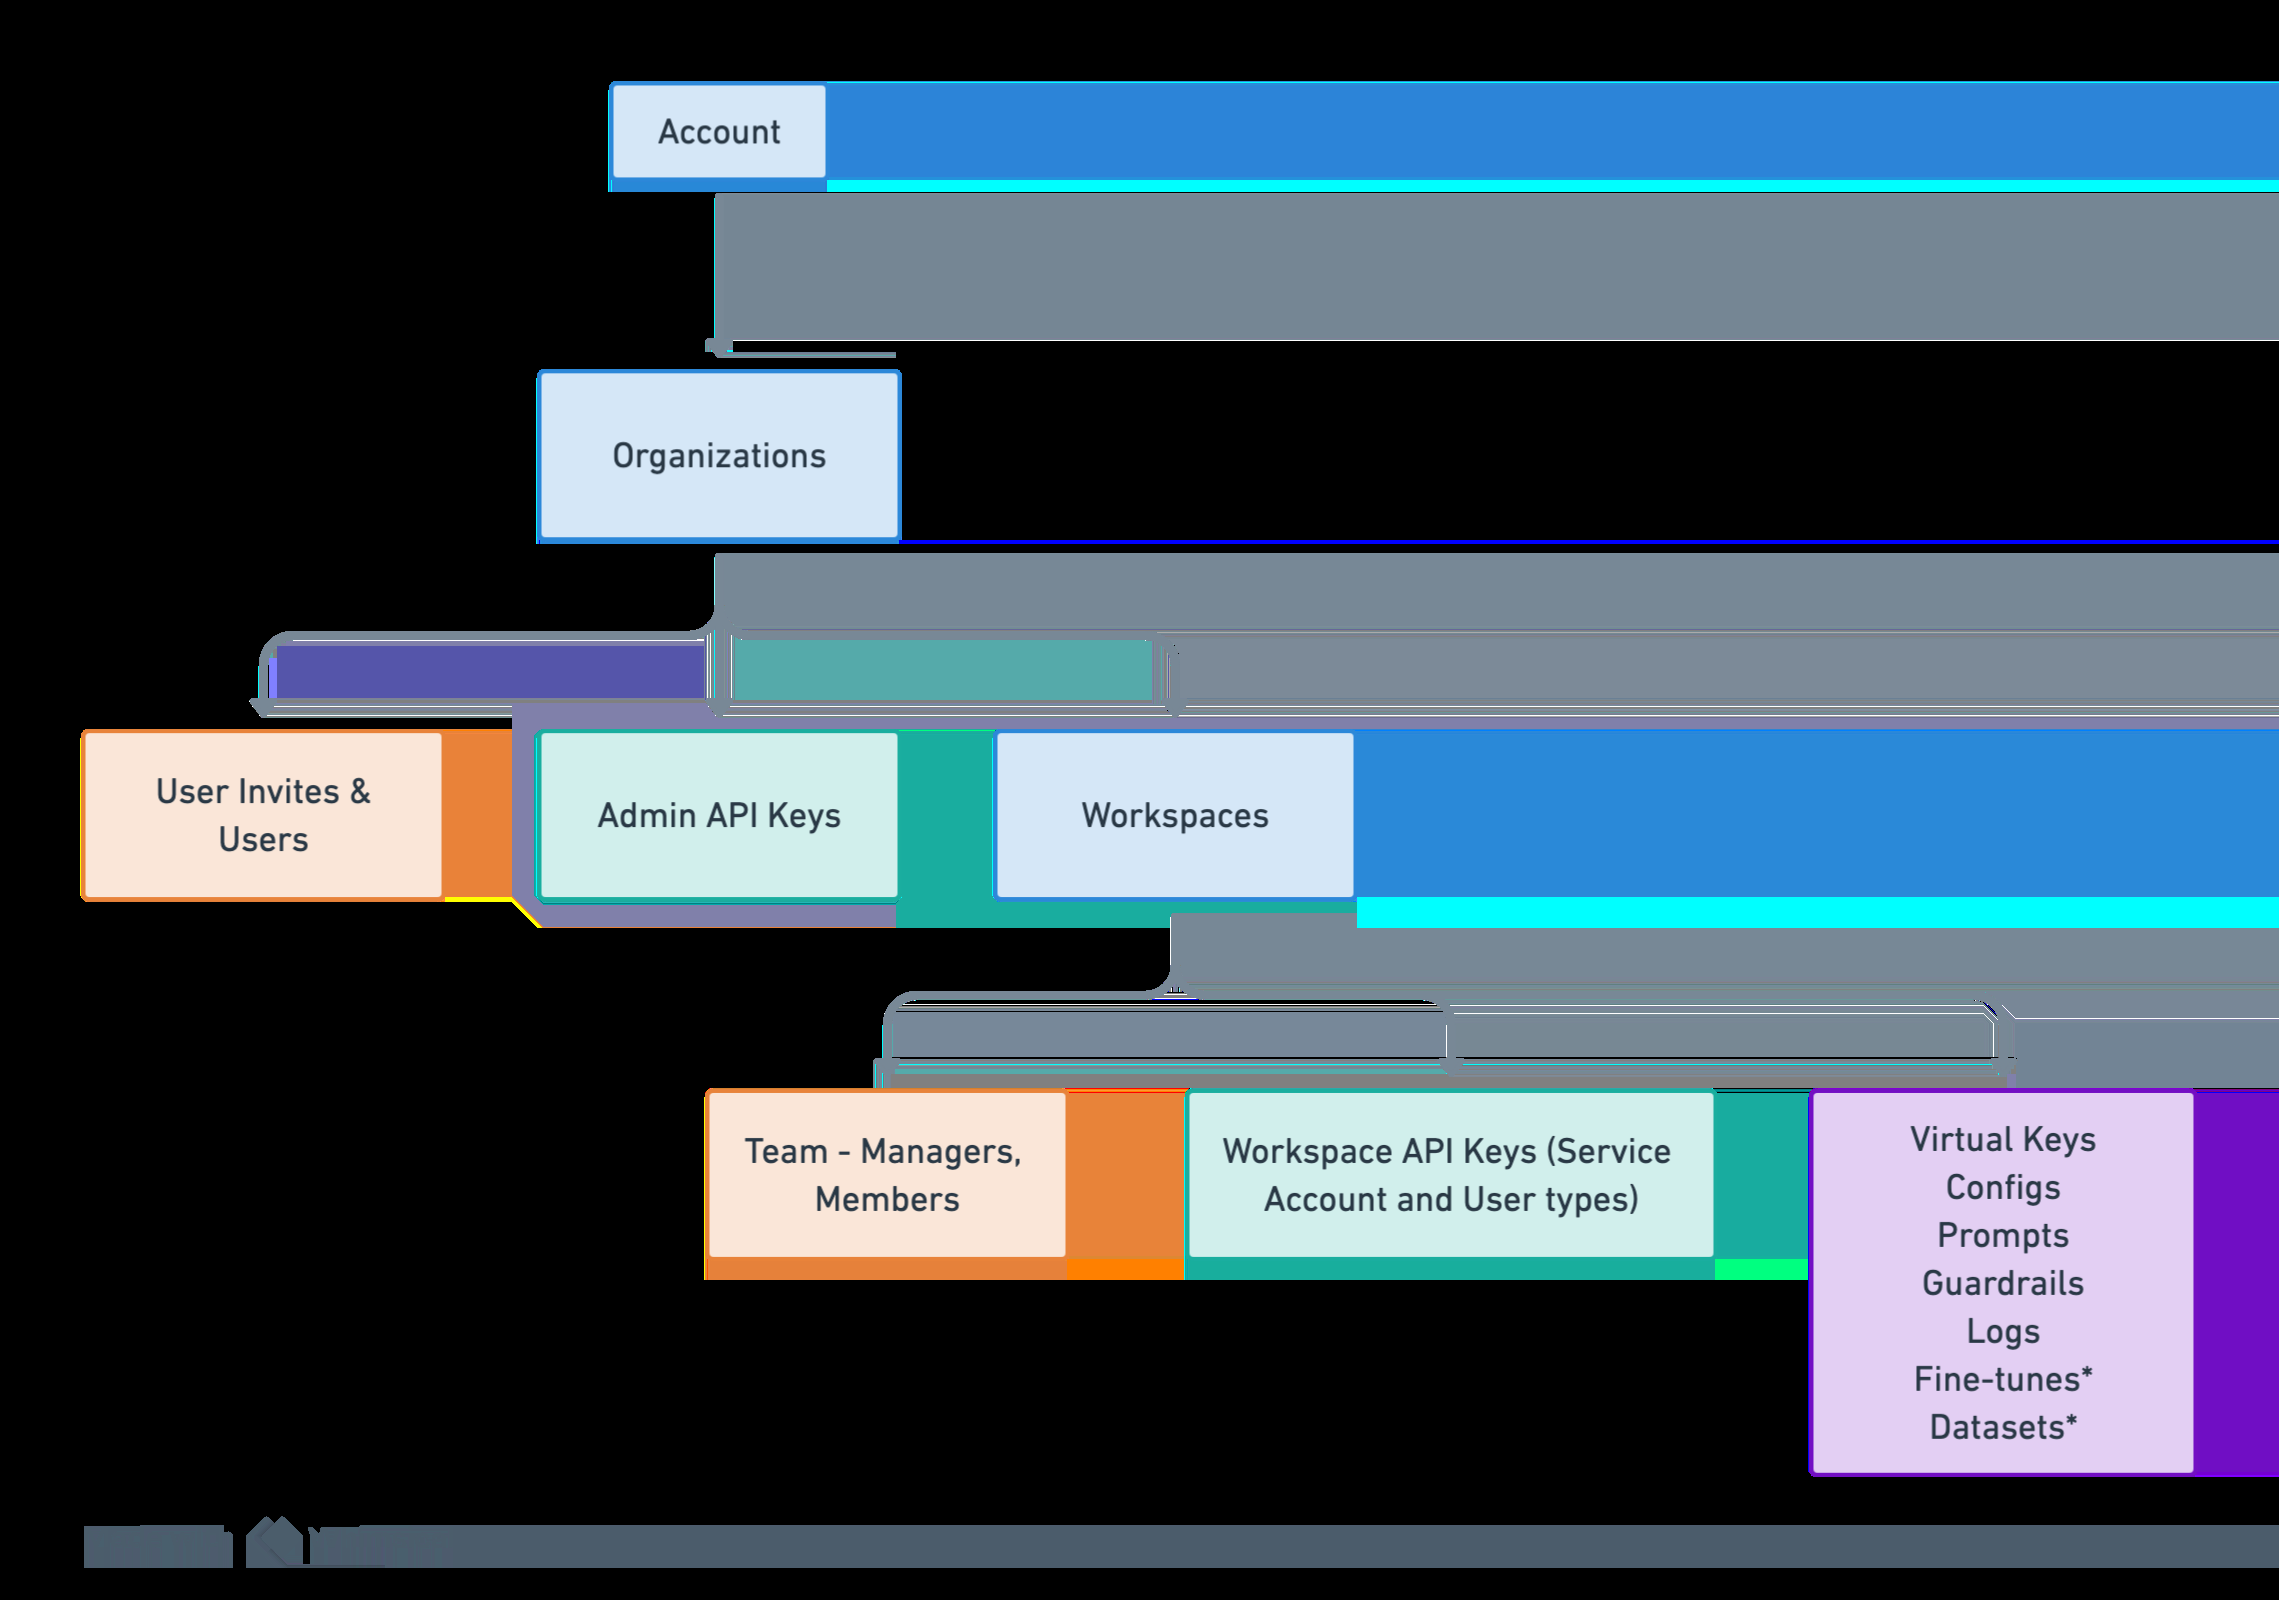 Account
Organizations
User Invites &
Users
Admin API Keys
Workspaces
Team - Managers,
Members
Workspace API Keys (Service
Account and User types)
Virtual Keys
Configs
Prompts
Guardrails
Logs
Fine-tunes*
Datasets*